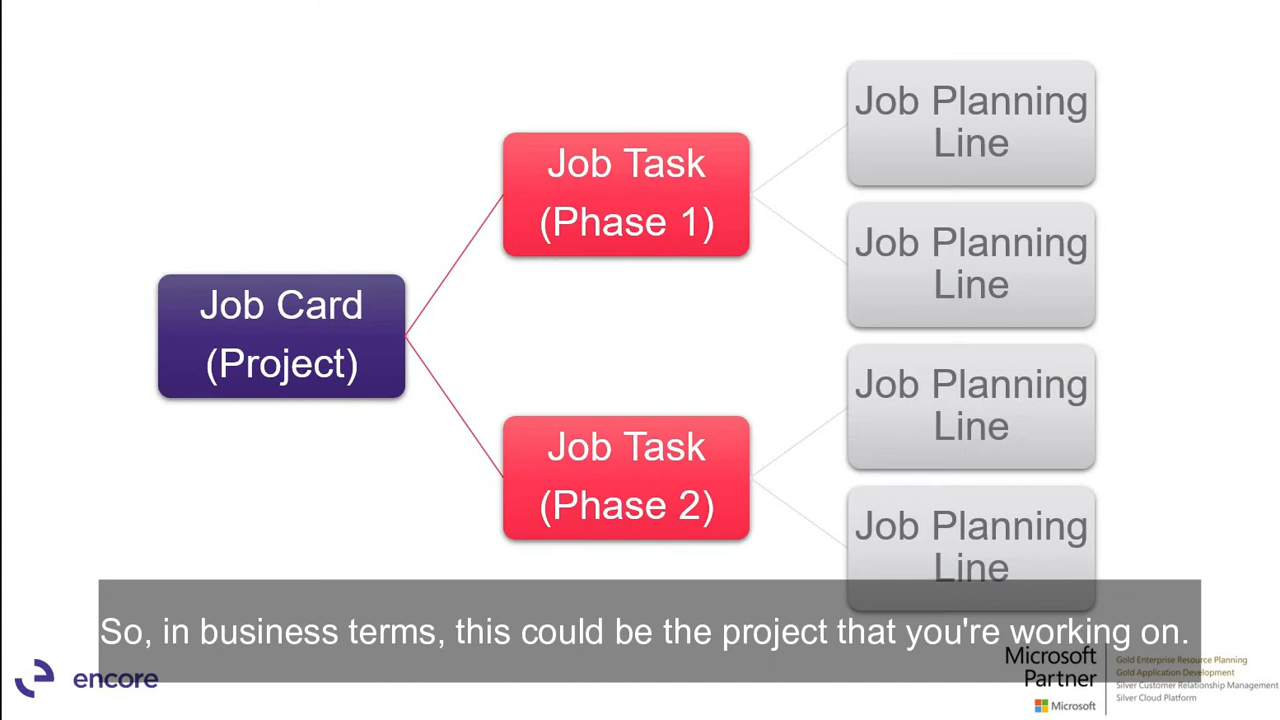 Job Planning
Line
Job Task
(Phase 1)
Job Planning
Line
Job Card
(Project)
Job Planning
Line
Job Task
(Phase 2)
Job Planning
Line
So, in business terms, this could be the project that you're working on.
encore
Microsoft
Partner
Microsoft
Gold Enterprise Resource Planning
Gold Application Development
Silver Customer Relationship Management
Silver Cloud Platform